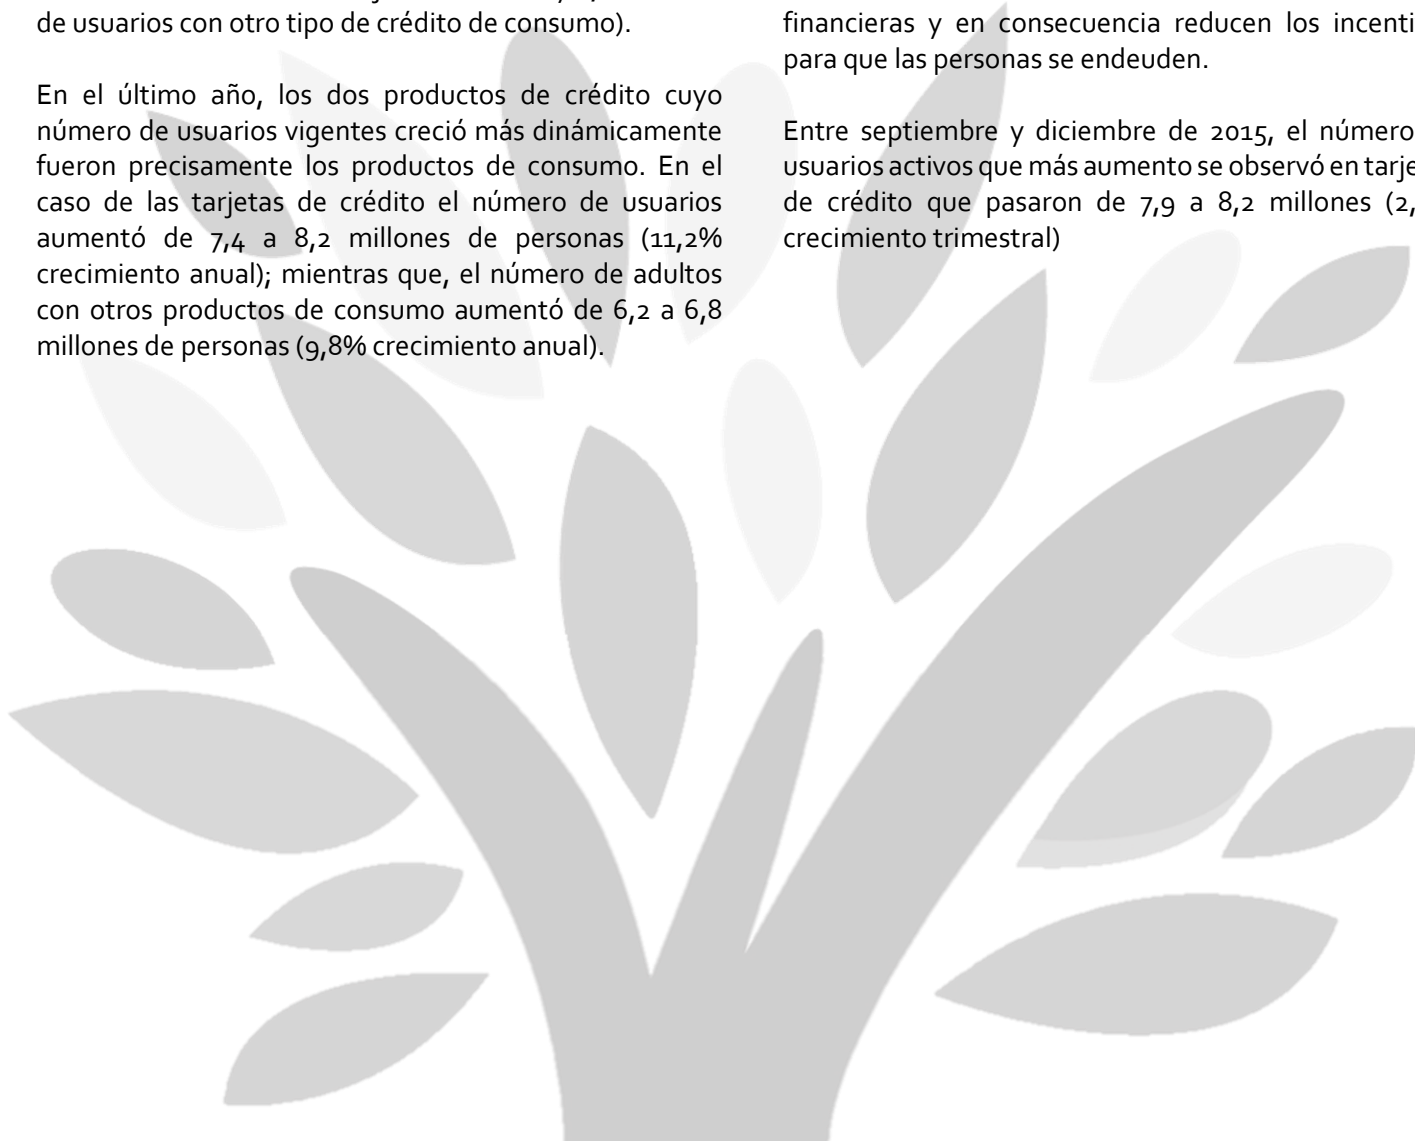 de usuarios con otro tipo de crédito de consumo).
En el último año, los dos productos de crédito cuyo
número de usuarios vigentes creció más dinámicamente
fueron precisamente los productos de consumo. En el
caso de las tarjetas de crédito el número de usuarios
aumentó de 7,4 a 8,2 millones de personas (11,2%
crecimiento anual); mientras que, el número de adultos
con otros productos de consumo aumentó de 6,2 a 6,8
millones de personas (9,8% crecimiento anual).
financieras y en consecuencia reducen los incenti
para que las personas se endeuden.
Entre septiembre y diciembre de 2015, el número
usuarios activos que más aumento se observó en tarje
de crédito que pasaron de 7,9 a 8,2 millones (2,
crecimiento trimestral)